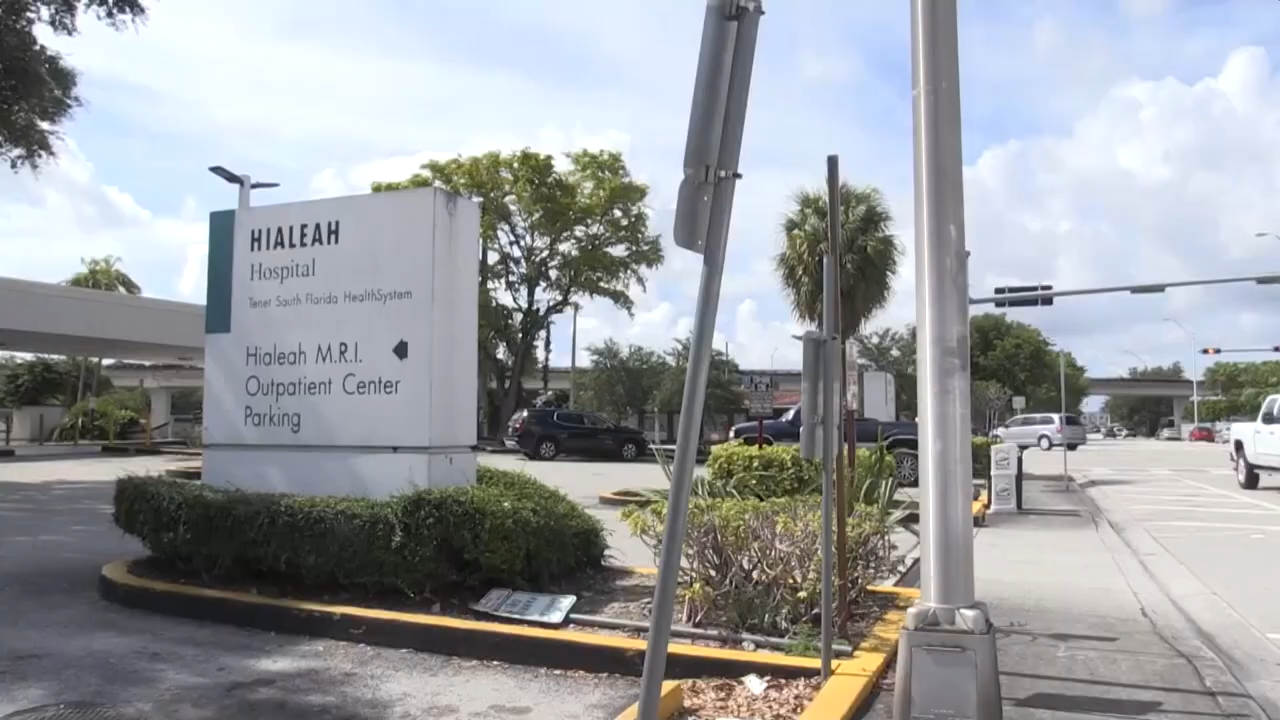 HIALEAH
Hospital
Tenet South Florida HealthSystem
Hialeah M.R.I.
Outpatient Center
Parking